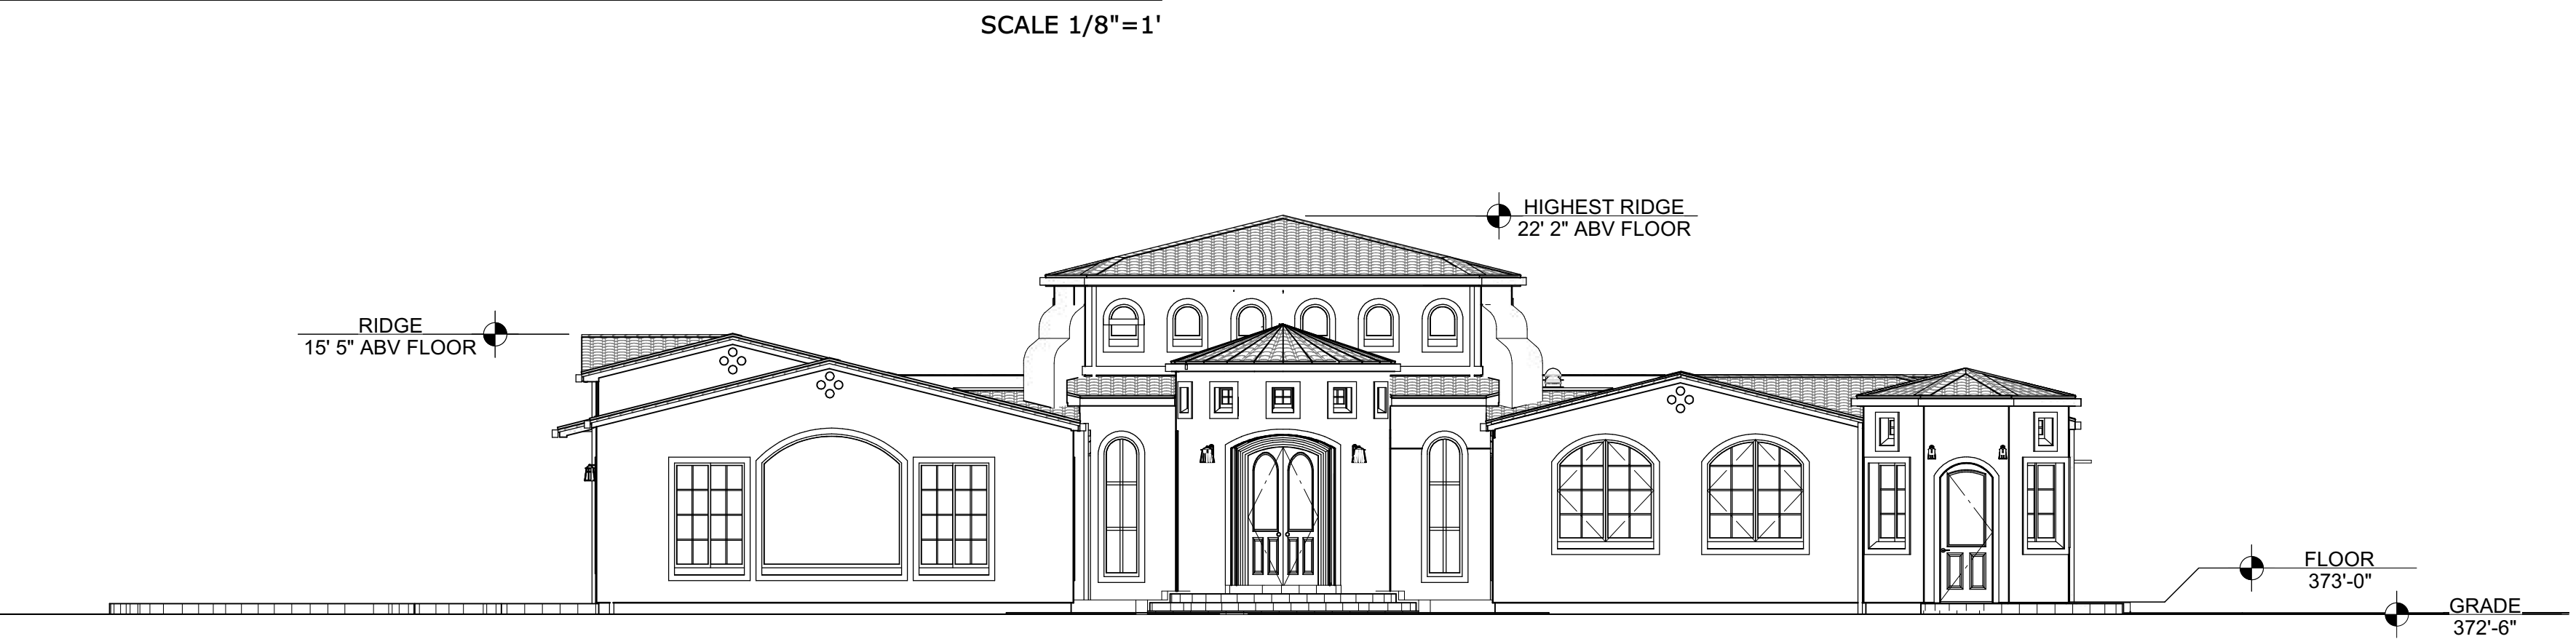 SCALE 1/8"=1'
HIGHEST RIDGE
22' 2" ABV FLOOR
RIDGE
15' 5" ABV FLOOR
FLOOR
373'-0"
GRADE
372'-6"